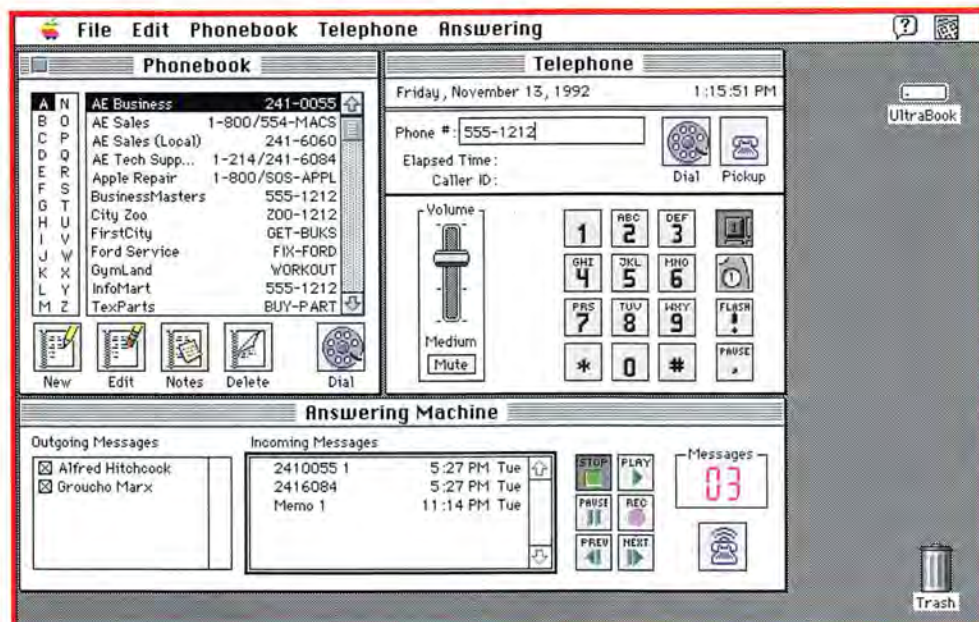 File Edit Phonebook Telephone Answering
Phonebook
A N
B O
C P
D Q
E R
F S
G T
H U
I V
J W
K X
L Y
M Z
AE Business 241-0055
AE Sales 1-800/554-MACS
AE Sales (Local) 241-6060
AE Tech Supp... 1-214/241-6084
Apple Repair 1-800/SOS-APPL
BusinessMasters 555-1212
City Zoo ZOO-1212
FirstCity GET-BUKS
Ford Service FIX-FORD
GymLand WORKOUT
InfoMart 555-1212
TexParts BUY-PART
New Edit Notes Delete Dial
Telephone
Friday, November 13, 1992 1:15:51 PM
Phone #: 555-1212
Elapsed Time:
Caller ID:
Dial Pickup
Volume
Medium
Mute
1 ABC 2 DEF 3 1
GHI 4 JKL 5 MNO 6
PRS 7 TUV 8 WXY 9 FLASH !
* 0 # PAUSE ,
Answering Machine
Outgoing Messages
Alfred Hitchcock
Groucho Marx
Incoming Messages
2410055 1 5:27 PM Tue
2416084 5:27 PM Tue
Memo 1 11:14 PM Tue
STOP PLAY
PAUSE REC
PREV NEXT
Messages
03
?
UltraBook
Trash